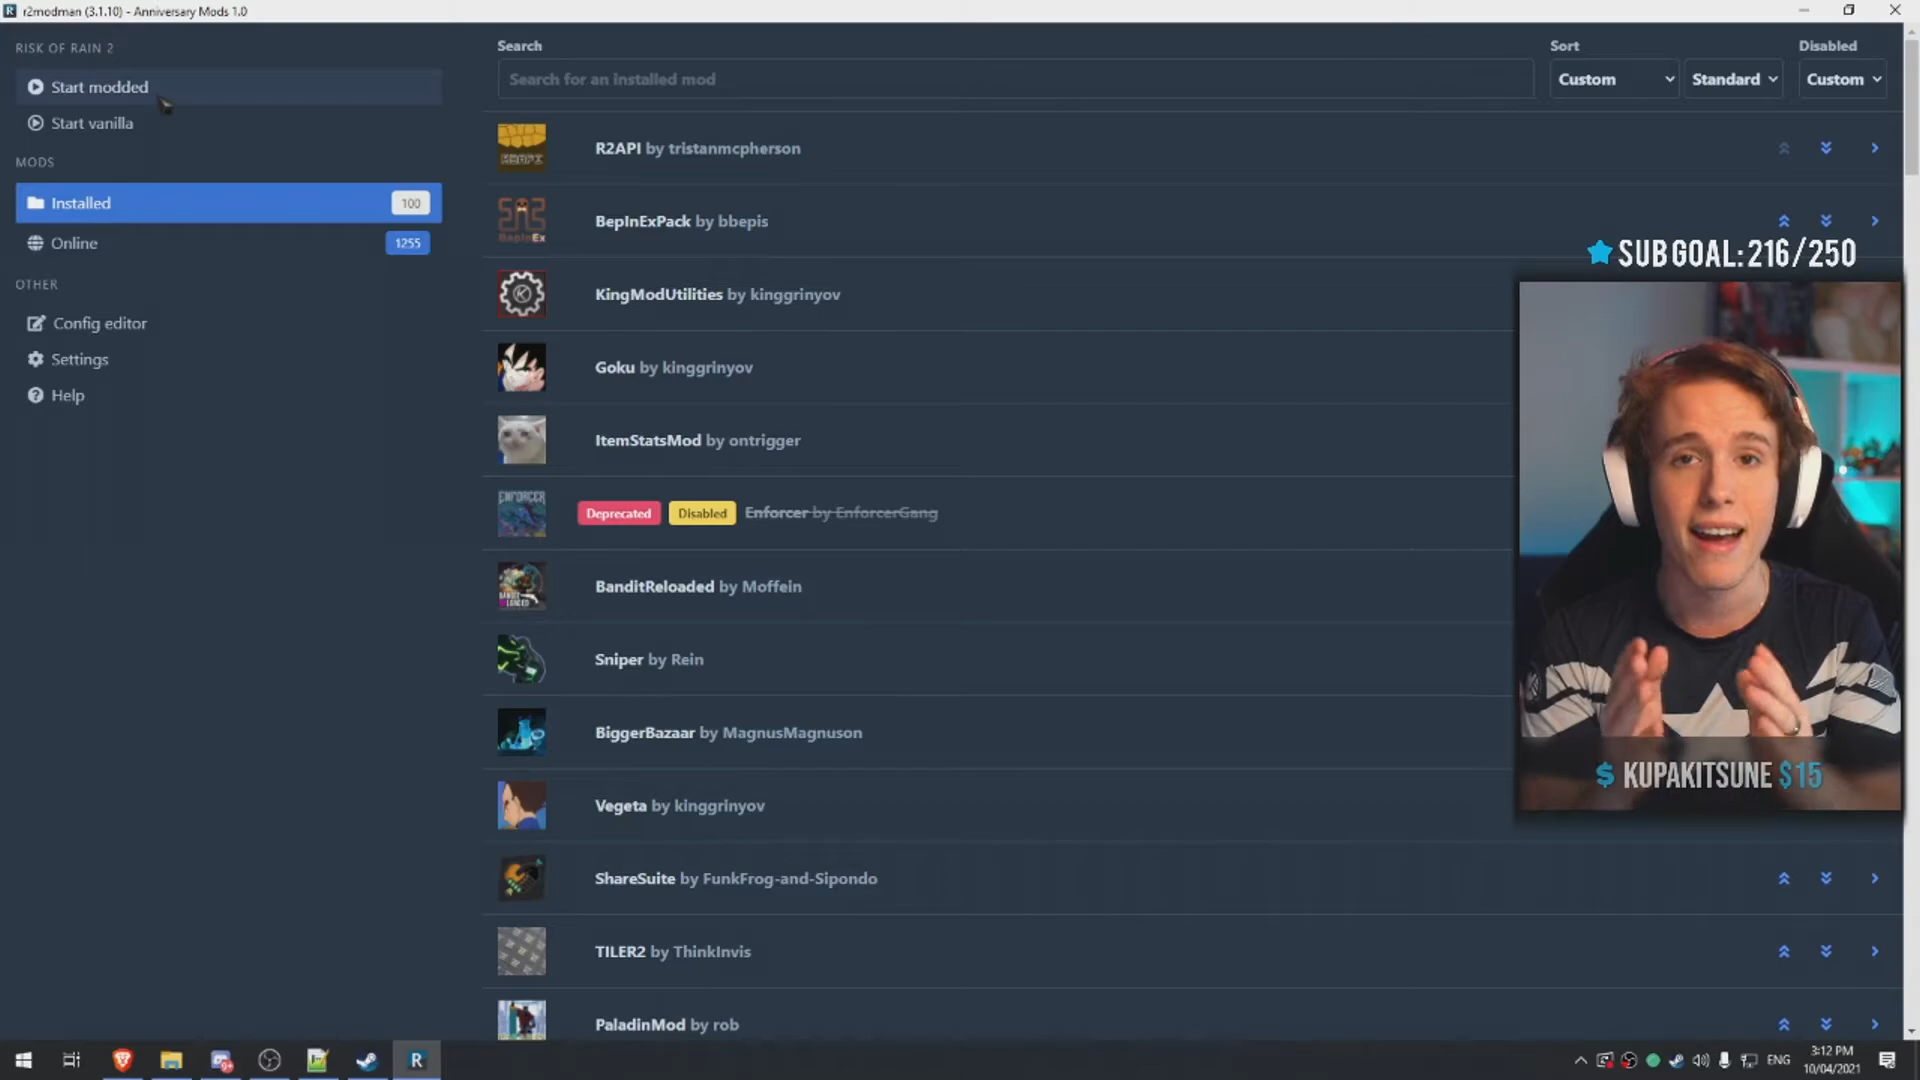 r2modman (3.1.10) - Anniversary Mods 1.0
RISK OF RAIN 2
Start modded
Start vanilla
MODS
Installed 100
Online 1255
OTHER
Config editor
Settings
Help
Search
Search for an installed mod
Sort
Custom
Standard
Disabled
Custom
R2API by tristanmcpherson
BepInExPack by bbepis
BepInEx
KingModUtilities by kinggrinyov
Goku by kinggrinyov
ItemStatsMod by ontrigger
ENFORCER
Deprecated Disabled Enforcer by EnforcerGang
BanditReloaded by Moffein
Sniper by Rein
BiggerBazaar by MagnusMagnuson
Vegeta by kinggrinyov
ShareSuite by FunkFrog-and-Sipondo
TILER2 by ThinkInvis
PaladinMod by rob
SUB GOAL: 216/250
$ KUPAKITSUNE $15
ENG
3:12 PM
10/04/2021